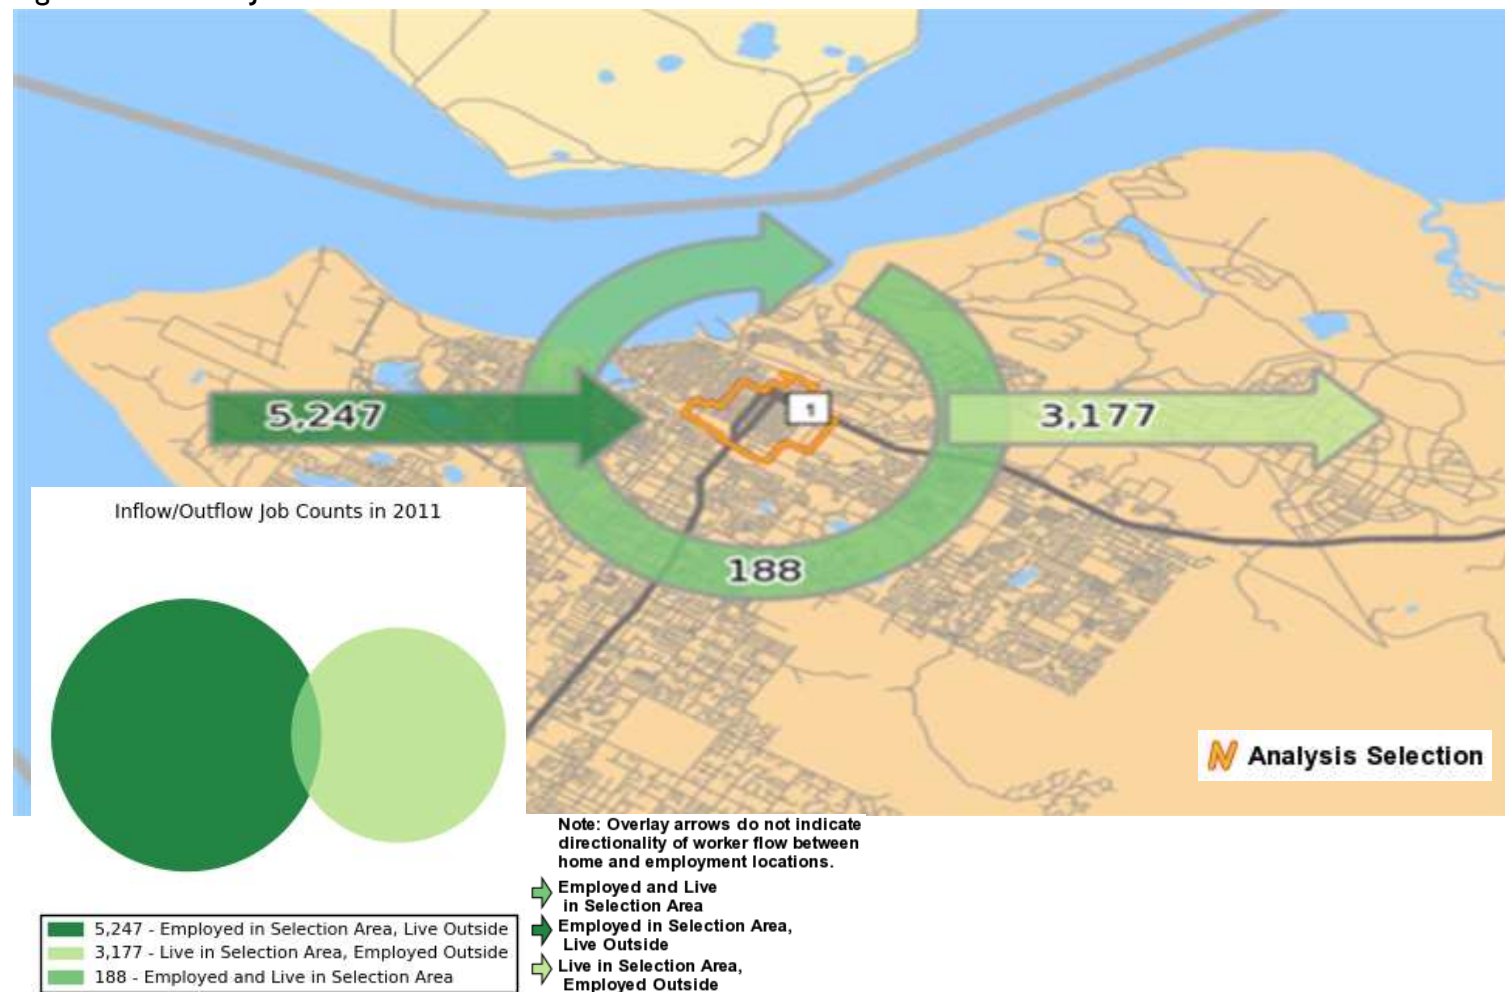 5,247
1
3,177
188
Inflow/Outflow Job Counts in 2011
N Analysis Selection
Note: Overlay arrows do not indicate
directionality of worker flow between
home and employment locations.
Employed and Live
in Selection Area
Employed in Selection Area,
Live Outside
Live in Selection Area,
Employed Outside
5,247 - Employed in Selection Area, Live Outside
3,177 - Live in Selection Area, Employed Outside
188 - Employed and Live in Selection Area